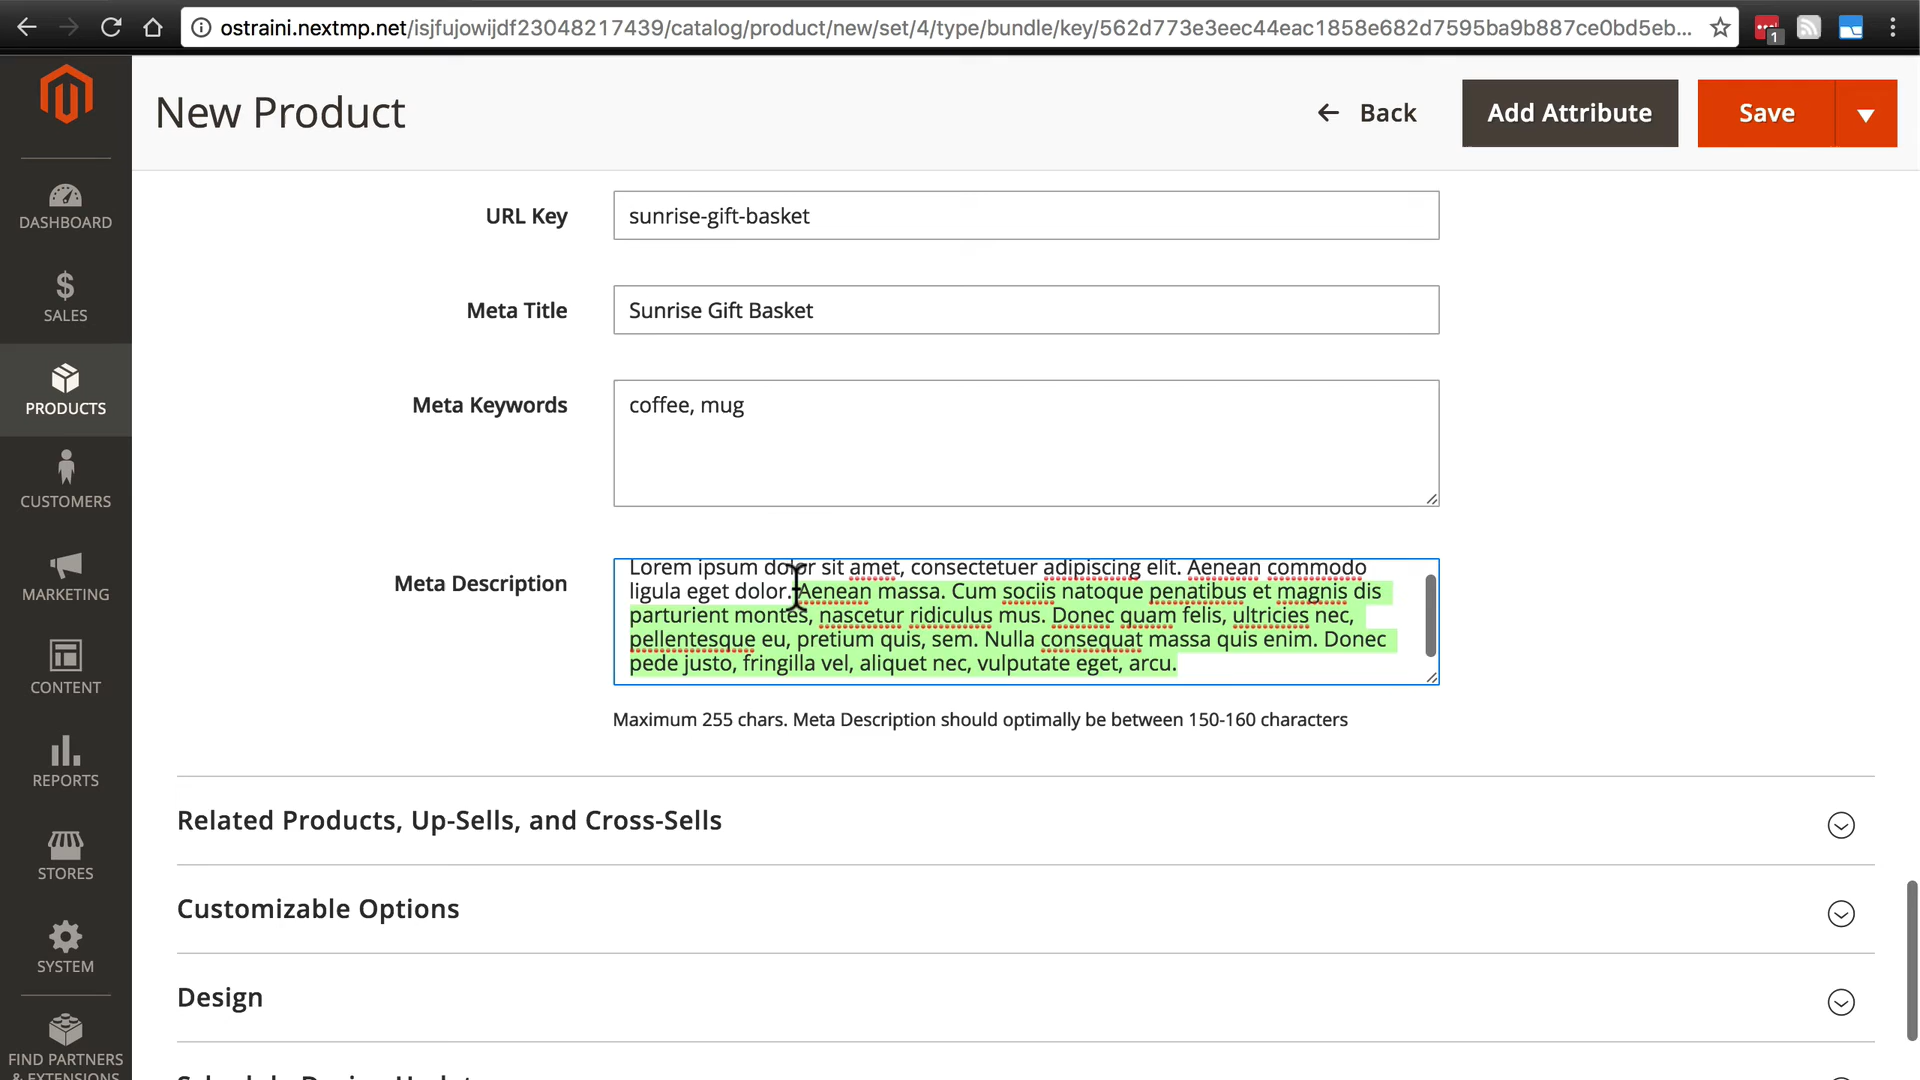 ostraini.nextmp.net/isjfujowijdf23048217439/catalog/product/new/set/4/type/bundle/key/562d773e3eec44eac1858e682d7595ba9b887ce0bd5eb...
1
New Product
Back
Add Attribute
Save
DASHBOARD
SALES
PRODUCTS
CUSTOMERS
MARKETING
CONTENT
REPORTS
STORES
SYSTEM
FIND PARTNERS
& EXTENSIONS
URL Key
sunrise-gift-basket
Meta Title
Sunrise Gift Basket
Meta Keywords
coffee, mug
Meta Description
Lorem ipsum dolor sit amet, consectetuer adipiscing elit. Aenean commodo
ligula eget dolor. Aenean massa. Cum sociis natoque penatibus et magnis dis
parturient montes, nascetur ridiculus mus. Donec quam felis, ultricies nec,
pellentesque eu, pretium quis, sem. Nulla consequat massa quis enim. Donec
pede justo, fringilla vel, aliquet nec, vulputate eget, arcu.
Maximum 255 chars. Meta Description should optimally be between 150-160 characters
Related Products, Up-Sells, and Cross-Sells
Customizable Options
Design